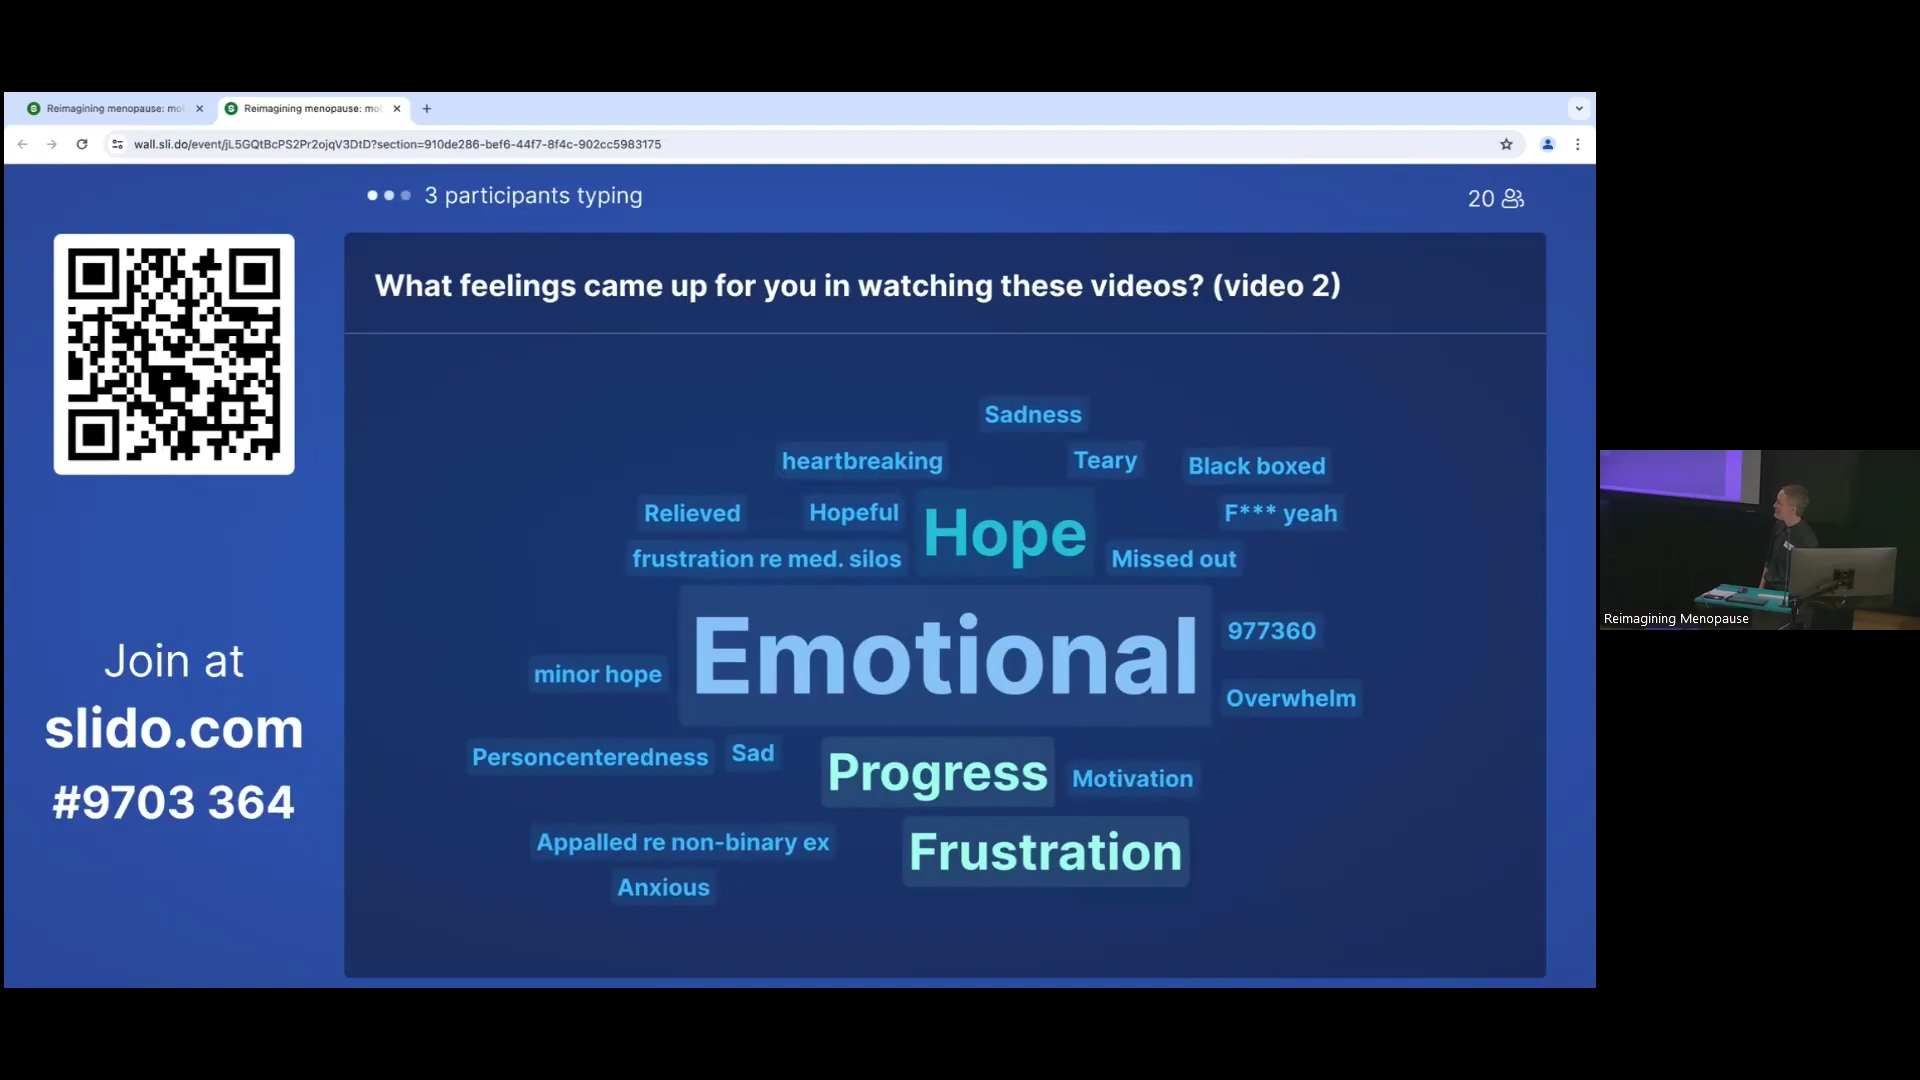 Reimagining menopause: mo
Reimagining menopause: mo
wall.sli.do/event/jL5GQtBcPS2Pr2ojqV3DtD?section=910de286-bef6-44f7-8f4c-902cc5983175
3 participants typing
20
What feelings came up for you in watching these videos? (video 2)
Sadness
heartbreaking
Teary
Black boxed
Relieved
Hopeful
Hope
F*** yeah
frustration re med. silos
Missed out
Emotional
977360
minor hope
Overwhelm
Personcenteredness
Sad
Progress
Motivation
Appalled re non-binary ex
Frustration
Anxious
Join at
slido.com
#9703 364
Reimagining Menopause